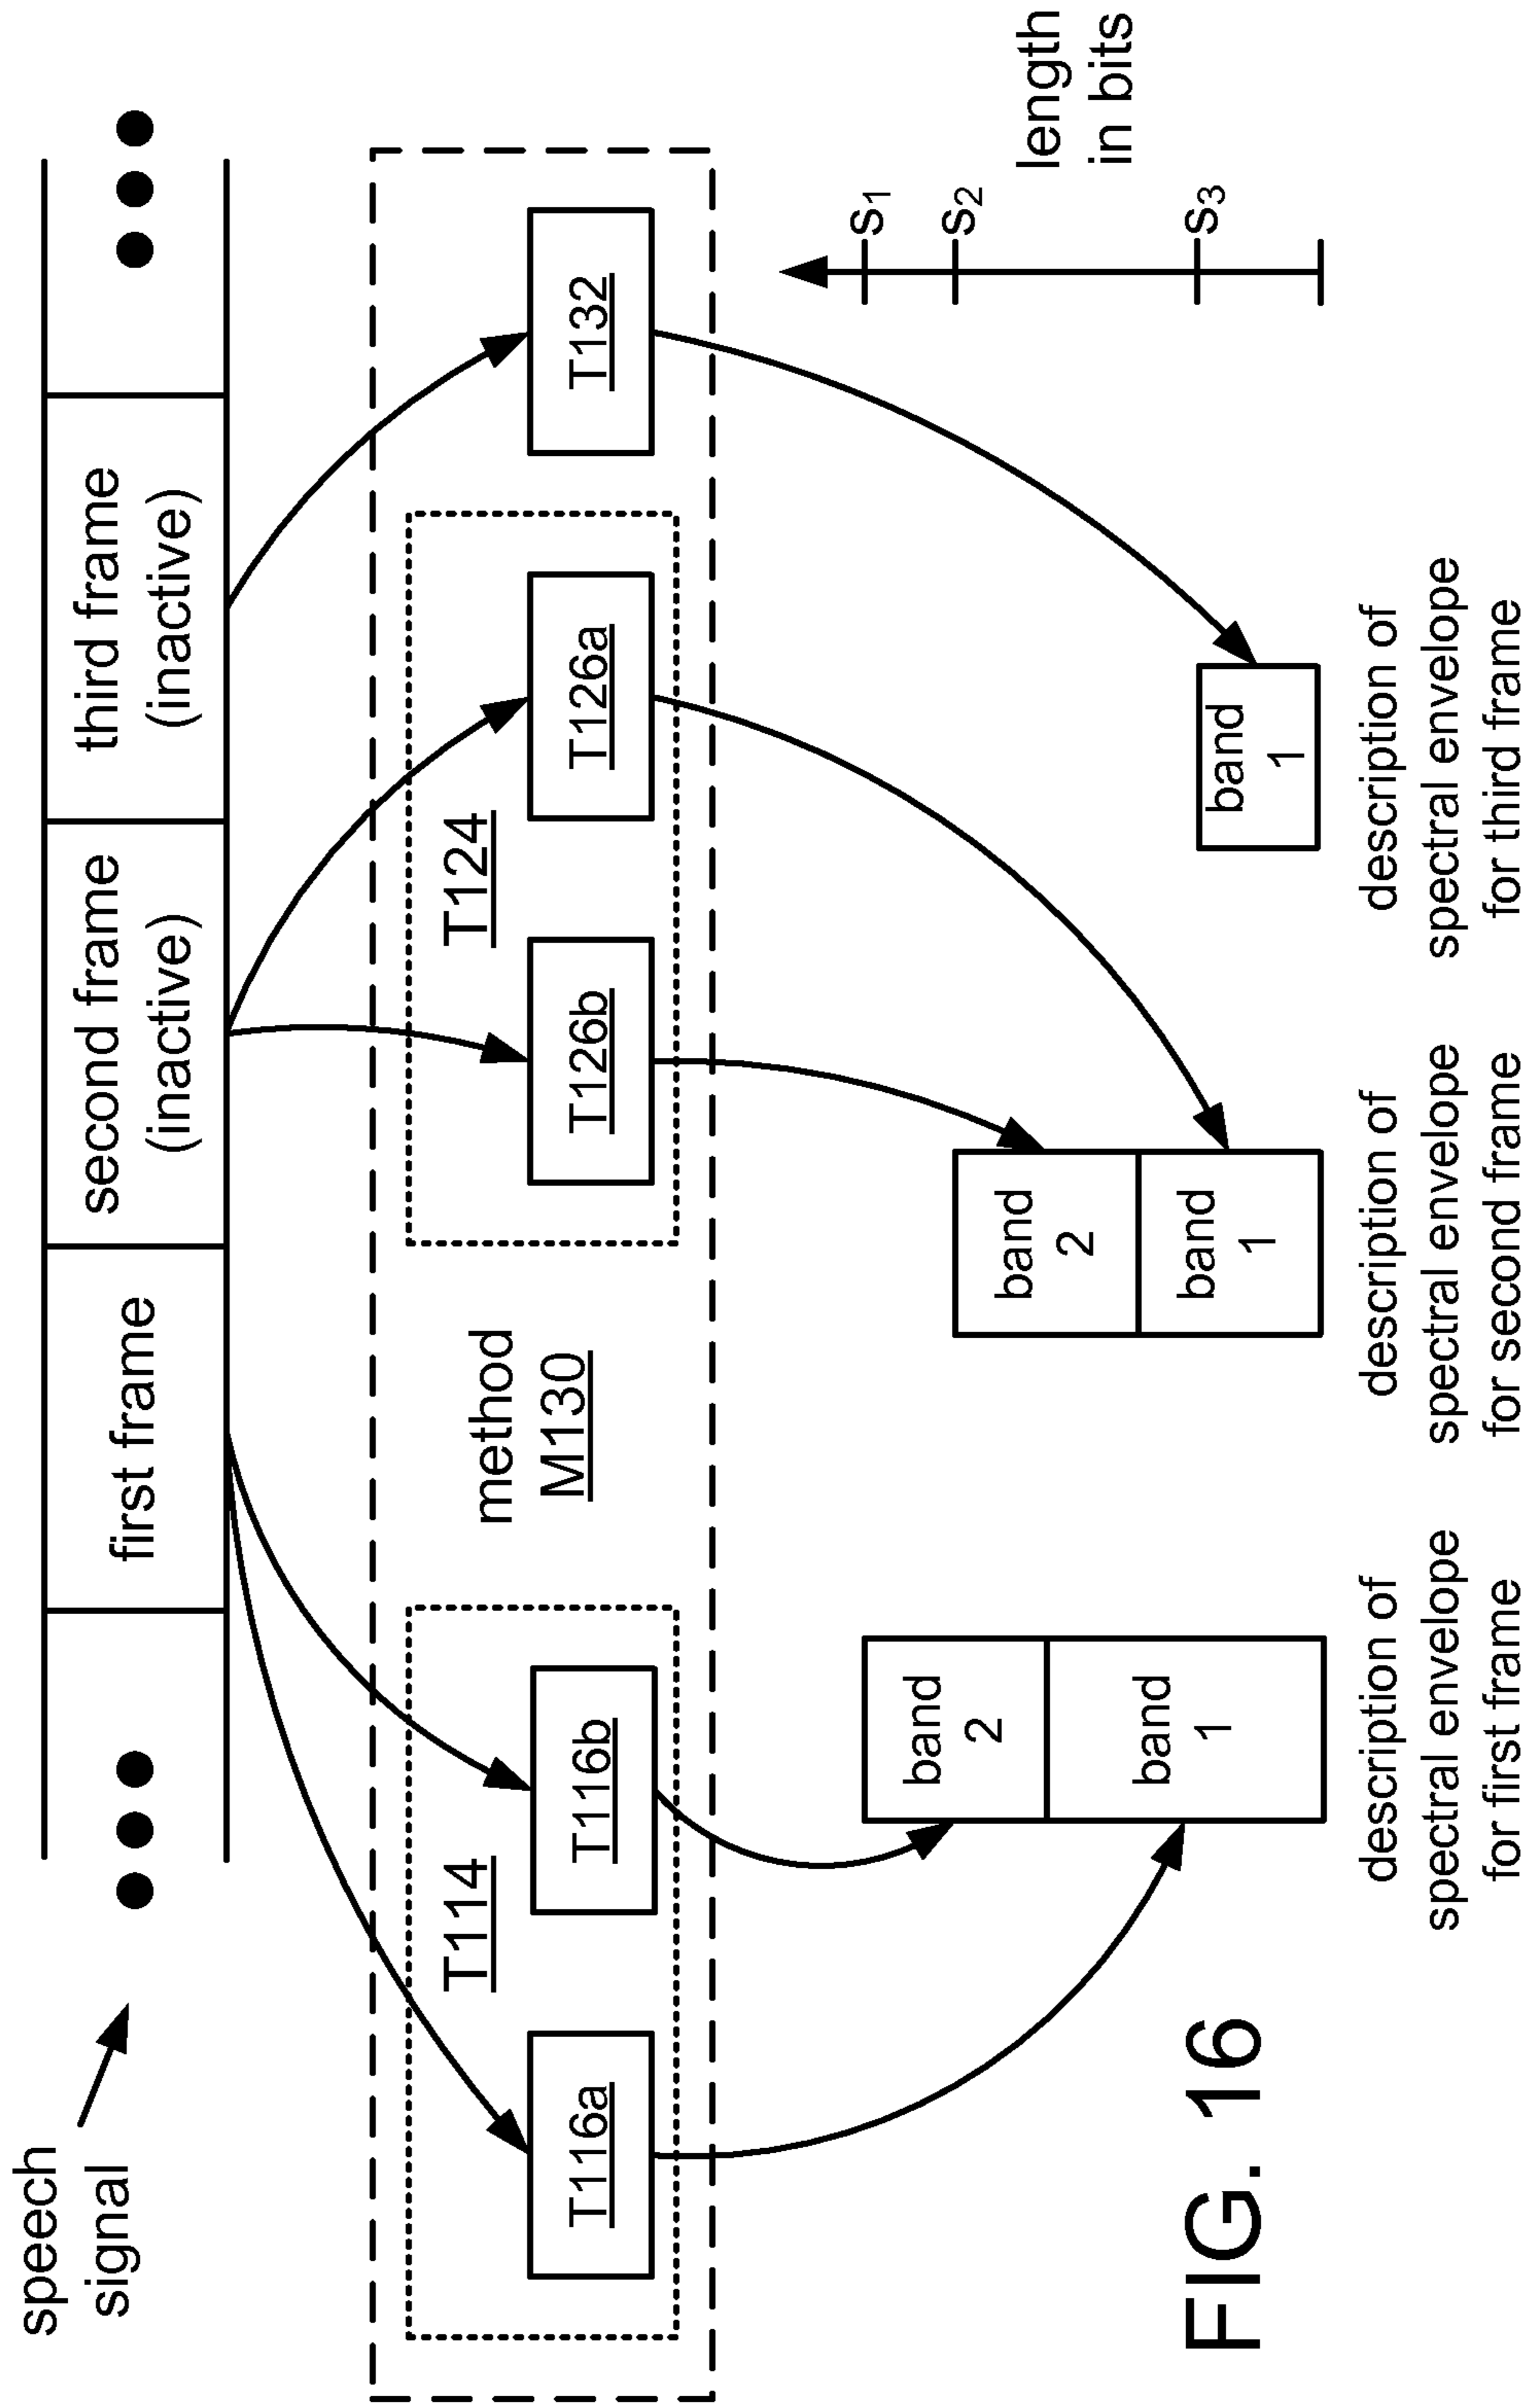 speech
signal
first frame
second frame
(inactive)
third frame
(inactive)
T114
T116a
T116b
method
M130
T124
T126b
T126a
T132
band
2
band
1
band
2
band
1
band
1
s1
s2
s3
length
in bits
description of
spectral envelope
for first frame
description of
spectral envelope
for second frame
description of
spectral envelope
for third frame
FIG. 16